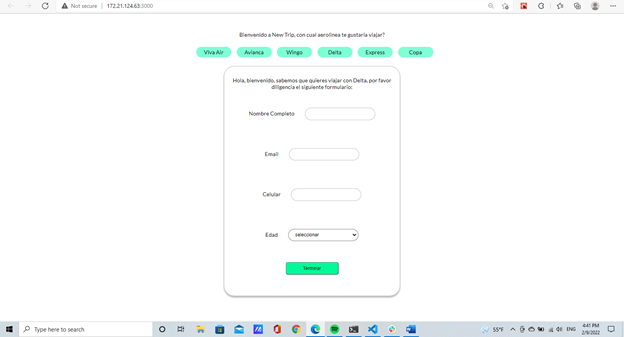 Not secure | 172.21.124.63:3000
Bienvenido a New Trip, con cual aerolínea te gustaría viajar?
Viva Air Avianca Wingo Delta Express Copa
Hola, bienvenido, sabemos que quieres viajar con Delta, por favor
diligencia el siguiente formulario:
Nombre Completo
Email
Celular
Edad seleccionar
Terminar
Type here to search
55°F ENG 4:41 PM
2/9/2022